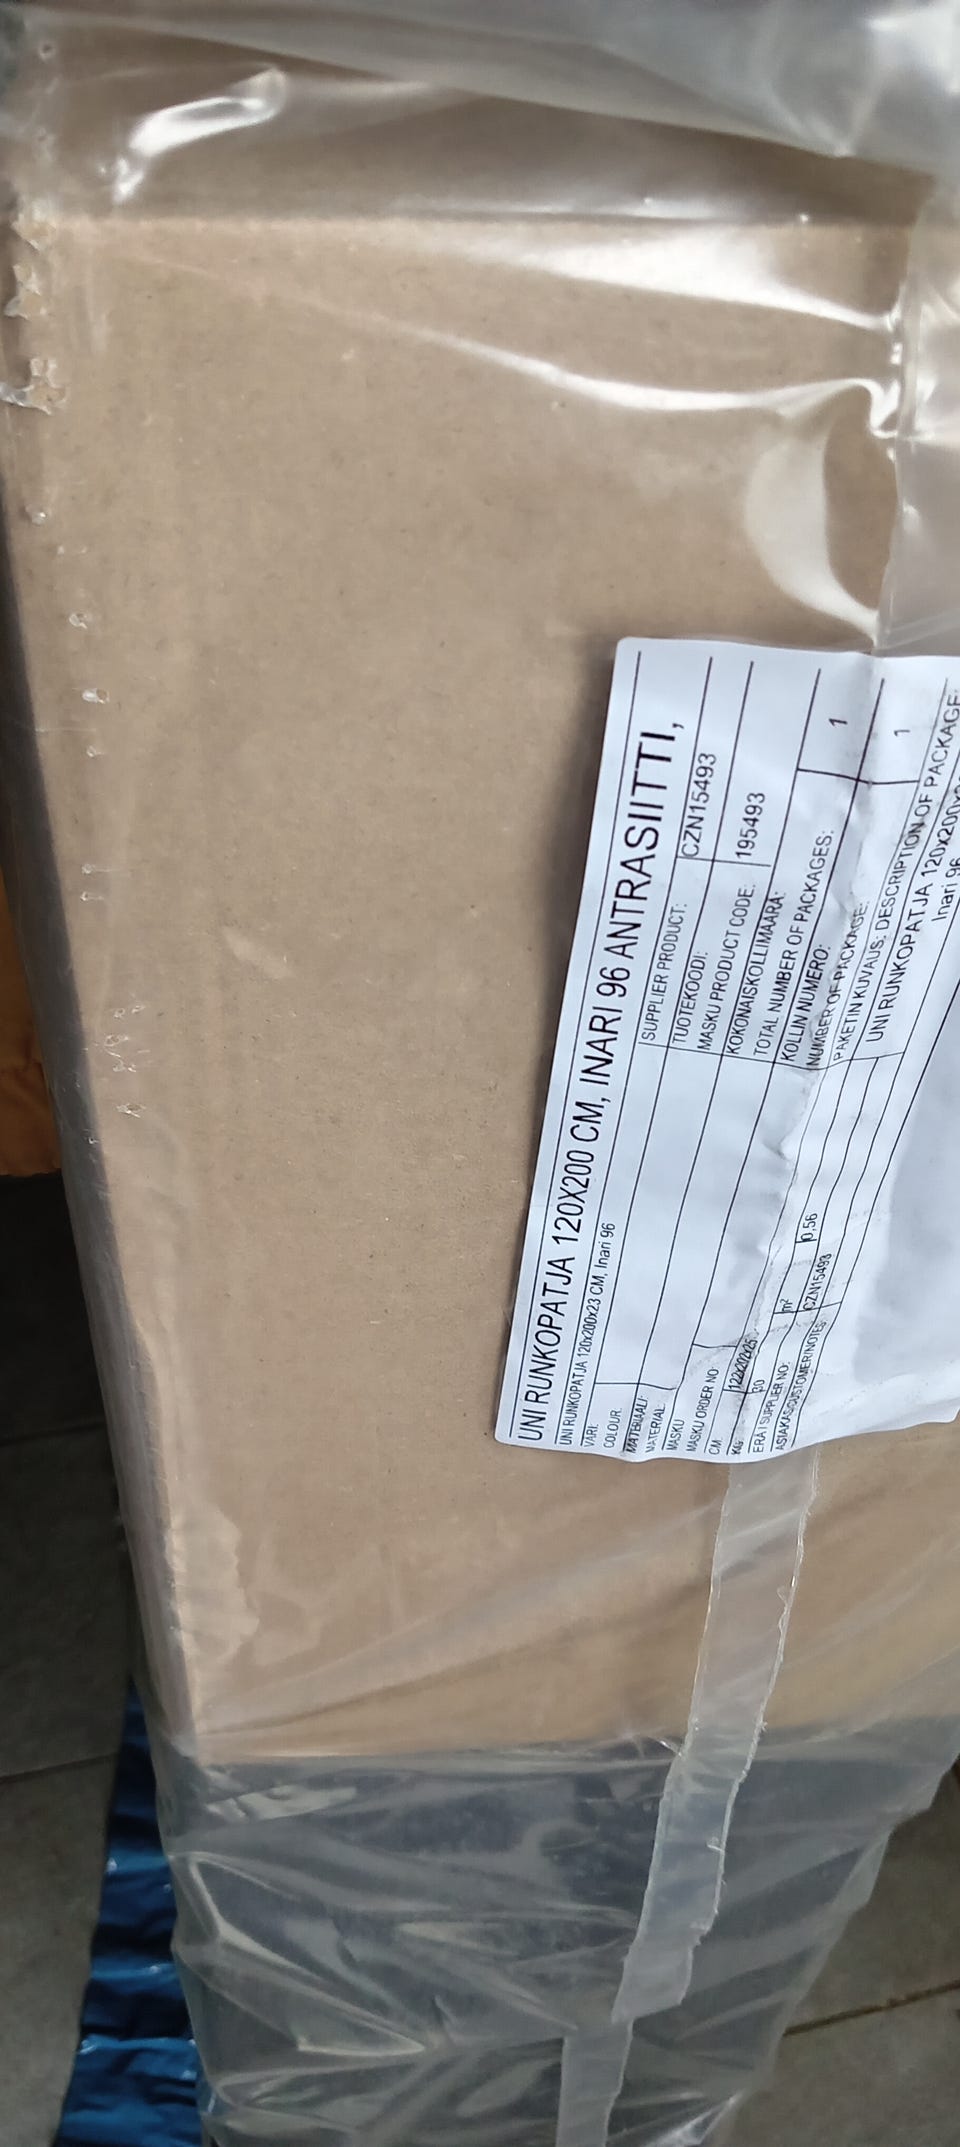 UNI RUNKOPATJA 120X200 CM, INARI 96 ANTRASIITTI,
UNI RUNKOPATJA 120x200x23 CM, Inari 96
VÄRI:
COLOUR
MATERIAALI:
MATERIAL:
MASKU
MASKU ORDER NO:
CM 122x202x25
KG 30
m³ 0,56
ERÄ / SUPPLIER NO: CZN15493
ASIAKAS/CUSTOMER/NOTES:
SUPPLIER PRODUCT: CZN15493
TUOTEKOODI:
MASKU PRODUCT CODE: 195493
KOKONAISKOLLIMÄÄRÄ:
TOTAL NUMBER OF PACKAGES: 1
KOLLIN NUMERO:
NUMBER OF PACKAGE: 1
PAKETIN KUVAUS: DESCRIPTION OF PACKAGE:
UNI RUNKOPATJA 120x200x
Inari 96